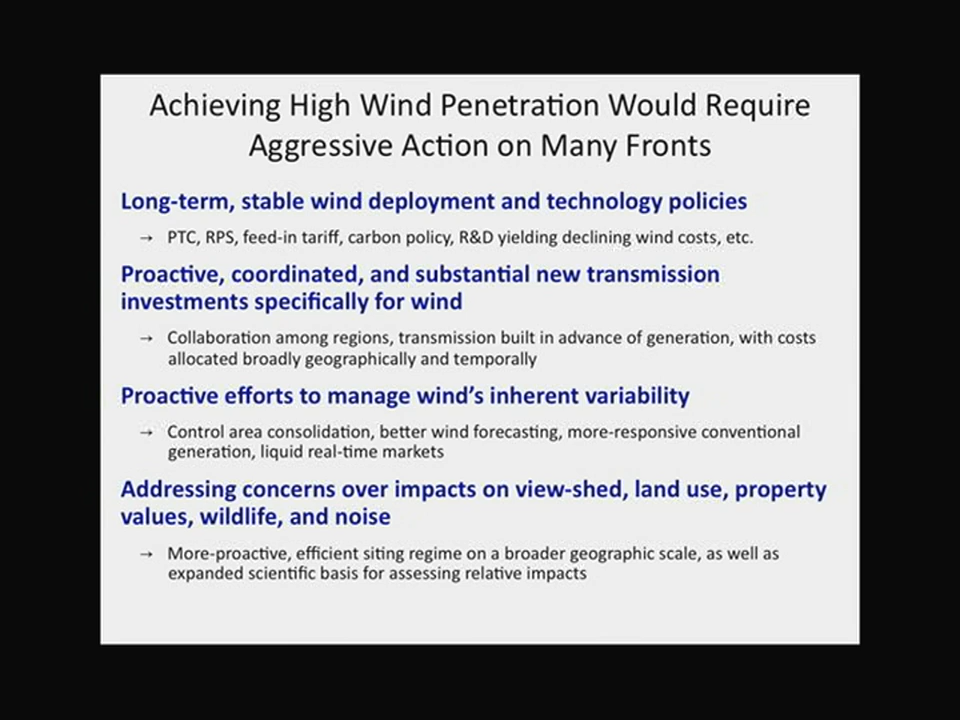 Achieving High Wind Penetration Would Require
Aggressive Action on Many Fronts
Long-term, stable wind deployment and technology policies
→ PTC, RPS, feed-in tariff, carbon policy, R&D yielding declining wind costs, etc.
Proactive, coordinated, and substantial new transmission
investments specifically for wind
→ Collaboration among regions, transmission built in advance of generation, with costs
allocated broadly geographically and temporally
Proactive efforts to manage wind's inherent variability
→ Control area consolidation, better wind forecasting, more-responsive conventional
generation, liquid real-time markets
Addressing concerns over impacts on view-shed, land use, property
values, wildlife, and noise
→ More-proactive, efficient siting regime on a broader geographic scale, as well as
expanded scientific basis for assessing relative impacts